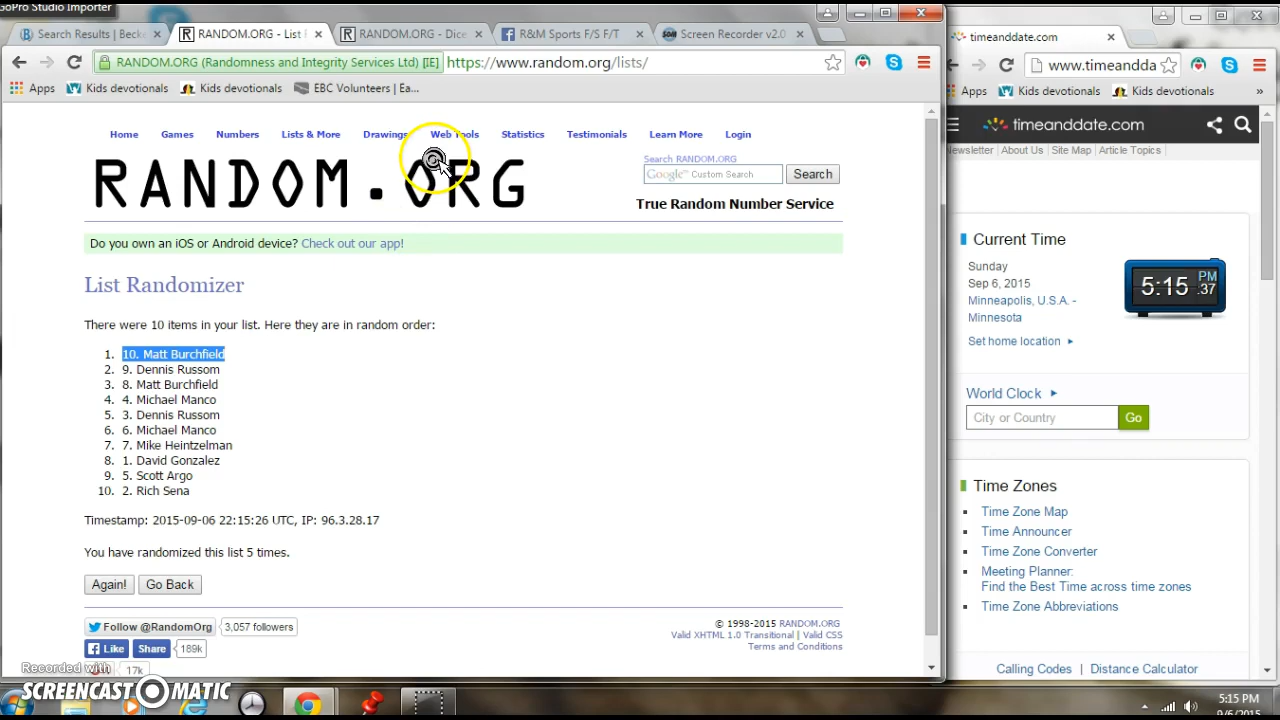 GoPro Studio Importer
Search Results | Becke
RANDOM.ORG - List R
RANDOM.ORG - Dice
R&M Sports F/S F/T
Screen Recorder v2.0
timeanddate.com
RANDOM.ORG (Randomness and Integrity Services Ltd) [IE]
https://www.random.org/lists/
www.timeandda
Apps
Kids devotionals
Kids devotionals
EBC Volunteers | Ea...
Apps
Kids devotionals
Kids devotionals
»
Home
Games
Numbers
Lists & More
Drawings
Web Tools
Statistics
Testimonials
Learn More
Login
timeanddate.com
Newsletter | About Us | Site Map | Article Topics |
RANDOM.ORG
Search RANDOM.ORG
Google™ Custom Search
Search
True Random Number Service
Do you own an iOS or Android device? Check out our app!
List Randomizer
There were 10 items in your list. Here they are in random order:
1. 10. Matt Burchfield
2. 9. Dennis Russom
3. 8. Matt Burchfield
4. 4. Michael Manco
5. 3. Dennis Russom
6. 6. Michael Manco
7. 7. Mike Heintzelman
8. 1. David Gonzalez
9. 5. Scott Argo
10. 2. Rich Sena
Timestamp: 2015-09-06 22:15:26 UTC, IP: 96.3.28.17
You have randomized this list 5 times.
Again!
Go Back
Follow @RandomOrg
3,057 followers
Like
Share
189k
17k
© 1998-2015 RANDOM.ORG
Valid XHTML 1.0 Transitional | Valid CSS
Terms and Conditions
Current Time
Sunday
Sep 6, 2015
Minneapolis, U.S.A. -
Minnesota
Set home location
5:15 PM .37
World Clock
City or Country
Go
Time Zones
Time Zone Map
Time Announcer
Time Zone Converter
Meeting Planner:
Find the Best Time across time zones
Time Zone Abbreviations
Calling Codes | Distance Calculator
Recorded with
SCREENCAST-O-MATIC
5:15 PM
9/6/2015